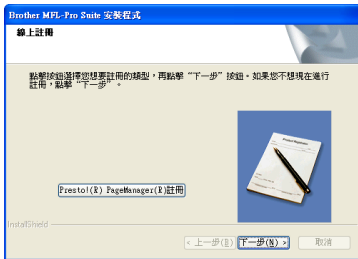 Brother MFL-Pro Suite 安裝程式
線上註冊
點擊按鈕選擇您想要註冊的類型，再點擊“下一步”按鈕。如果您不想現在進行
註冊，點擊“下一步”。
Presto!(R) PageManager(R)註冊
InstallShield
< 上一步(B) 下一步(N) > 取消